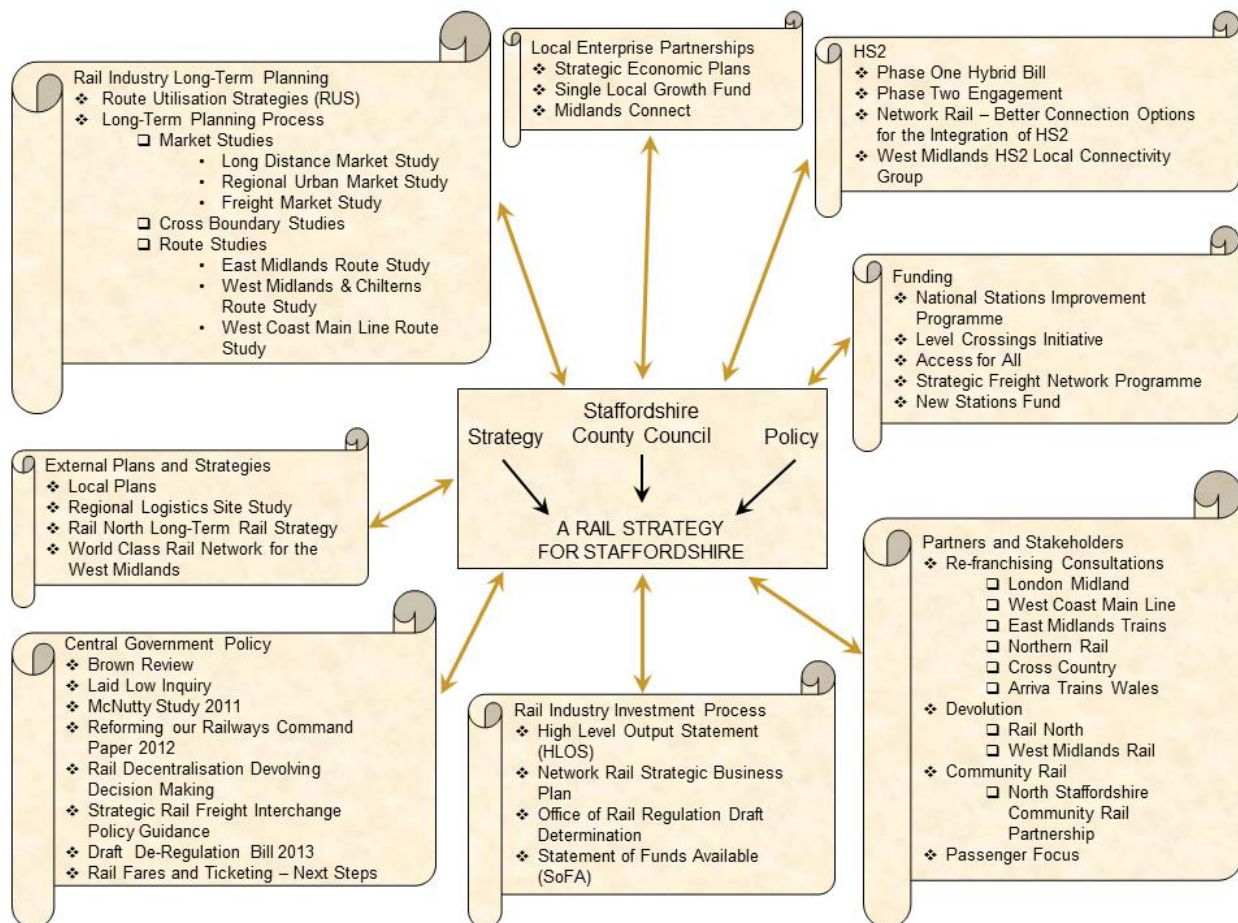 Rail Industry Long-Term Planning
❖ Route Utilisation Strategies (RUS)
❖ Long-Term Planning Process
❑ Market Studies
• Long Distance Market Study
• Regional Urban Market Study
• Freight Market Study
❑ Cross Boundary Studies
❑ Route Studies
• East Midlands Route Study
• West Midlands & Chilterns
Route Study
• West Coast Main Line Route
Study
Local Enterprise Partnerships
❖ Strategic Economic Plans
❖ Single Local Growth Fund
❖ Midlands Connect
HS2
❖ Phase One Hybrid Bill
❖ Phase Two Engagement
❖ Network Rail – Better Connection Options
for the Integration of HS2
❖ West Midlands HS2 Local Connectivity
Group
Funding
❖ National Stations Improvement
Programme
❖ Level Crossings Initiative
❖ Access for All
❖ Strategic Freight Network Programme
❖ New Stations Fund
Staffordshire
County Council
Strategy
Policy
A RAIL STRATEGY
FOR STAFFORDSHIRE
External Plans and Strategies
❖ Local Plans
❖ Regional Logistics Site Study
❖ Rail North Long-Term Rail Strategy
❖ World Class Rail Network for the
West Midlands
Central Government Policy
❖ Brown Review
❖ Laid Low Inquiry
❖ McNutty Study 2011
❖ Reforming our Railways Command
Paper 2012
❖ Rail Decentralisation Devolving
Decision Making
❖ Strategic Rail Freight Interchange
Policy Guidance
❖ Draft De-Regulation Bill 2013
❖ Rail Fares and Ticketing – Next Steps
Rail Industry Investment Process
❖ High Level Output Statement
(HLOS)
❖ Network Rail Strategic Business
Plan
❖ Office of Rail Regulation Draft
Determination
❖ Statement of Funds Available
(SoFA)
Partners and Stakeholders
❖ Re-franchising Consultations
❑ London Midland
❑ West Coast Main Line
❑ East Midlands Trains
❑ Northern Rail
❑ Cross Country
❑ Arriva Trains Wales
❖ Devolution
❑ Rail North
❑ West Midlands Rail
❖ Community Rail
❑ North Staffordshire
Community Rail
Partnership
❖ Passenger Focus